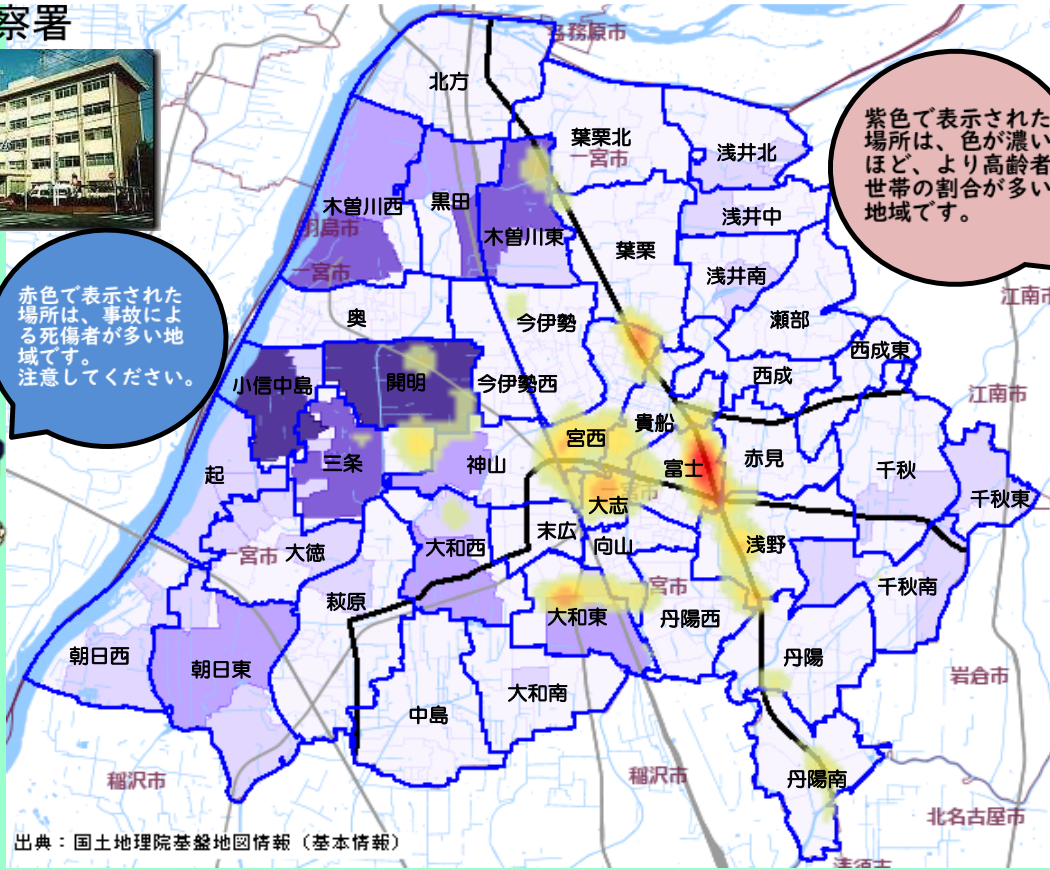 察署
各務原市
北方
葉栗北
一宮市
浅井北
紫色で表示された
場所は、色が濃い
ほど、より高齢者
世帯の割合が多い
地域です。
木曽川西
黒田
浅井中
羽島市
木曽川東
葉栗
一宮市
浅井南
赤色で表示された
場所は、事故によ
る死傷者が多い地
域です。
注意してください。
江南市
奥
今伊勢
瀬部
西成東
小信中島
開明
今伊勢西
西成
江南市
貴船
宮西
起
三条
神山
富士
赤見
千秋
大志
千秋東
一宮市
大徳
大和西
末広
向山
浅野
宮市
千秋南
萩原
大和東
丹陽西
朝日西
朝日東
丹陽
岩倉市
大和南
中島
稲沢市
稲沢市
丹陽南
北名古屋市
出典：国土地理院基盤地図情報（基本情報）
清須市